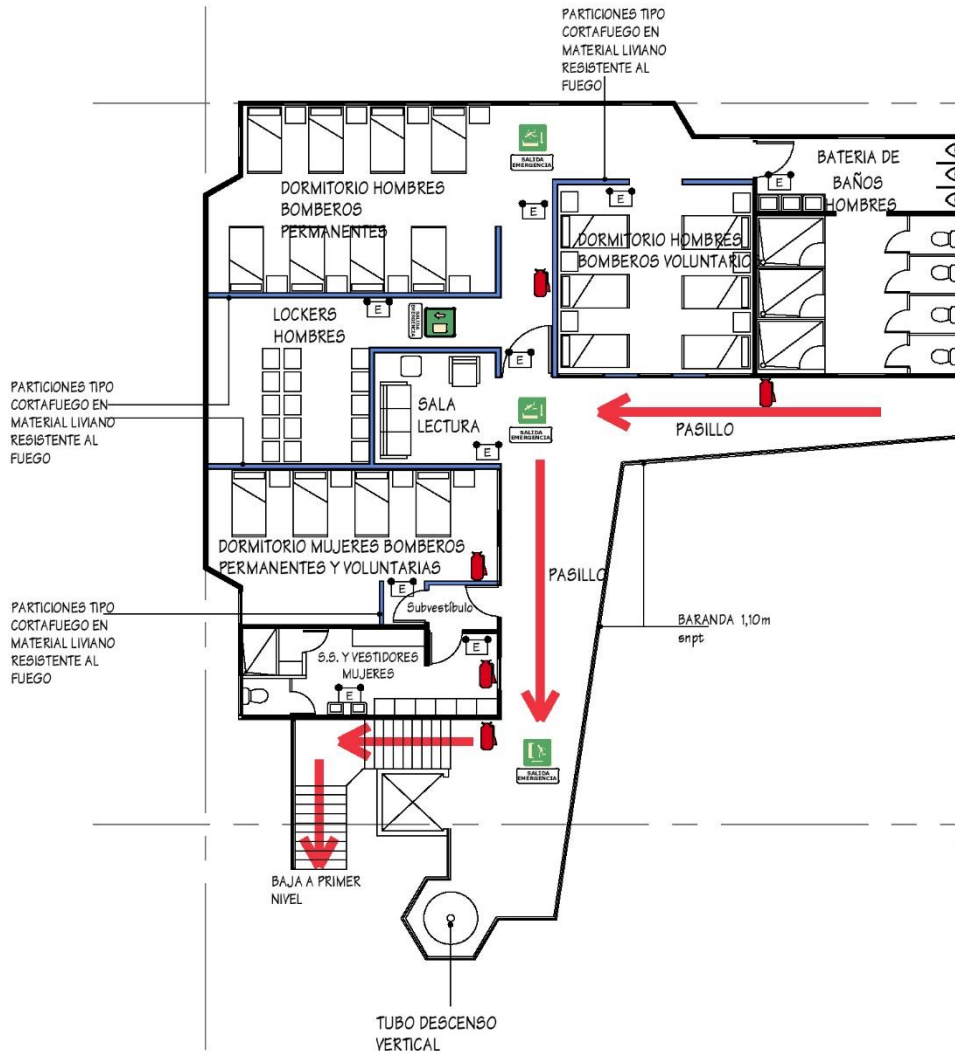 PARTICIONES TIPO
CORTAFUEGO EN
MATERIAL LIVIANO
RESISTENTE AL
FUEGO
SALIDA
EMERGENCIA
BATERIA DE
BAÑOS
HOMBRES
E
DORMITORIO HOMBRES
BOMBEROS
PERMANENTES
E
E
DORMITORIO HOMBRES
BOMBEROS VOLUNTARIO
LOCKERS
HOMBRES
E
SALIDA
EMERGENCIA
E
PARTICIONES TIPO
CORTAFUEGO EN
MATERIAL LIVIANO
RESISTENTE AL
FUEGO
SALA
LECTURA
SALIDA
EMERGENCIA
PASILLO
E
DORMITORIO MUJERES BOMBEROS
PERMANENTES Y VOLUNTARIAS
PASILLO
E
Subvestíbulo
PARTICIONES TIPO
CORTAFUEGO EN
MATERIAL LIVIANO
RESISTENTE AL
FUEGO
BARANDA 1,10m
snpt
S.S. Y VESTIDORES
MUJERES
E
E
SALIDA
EMERGENCIA
BAJA A PRIMER
NIVEL
TUBO DESCENSO
VERTICAL